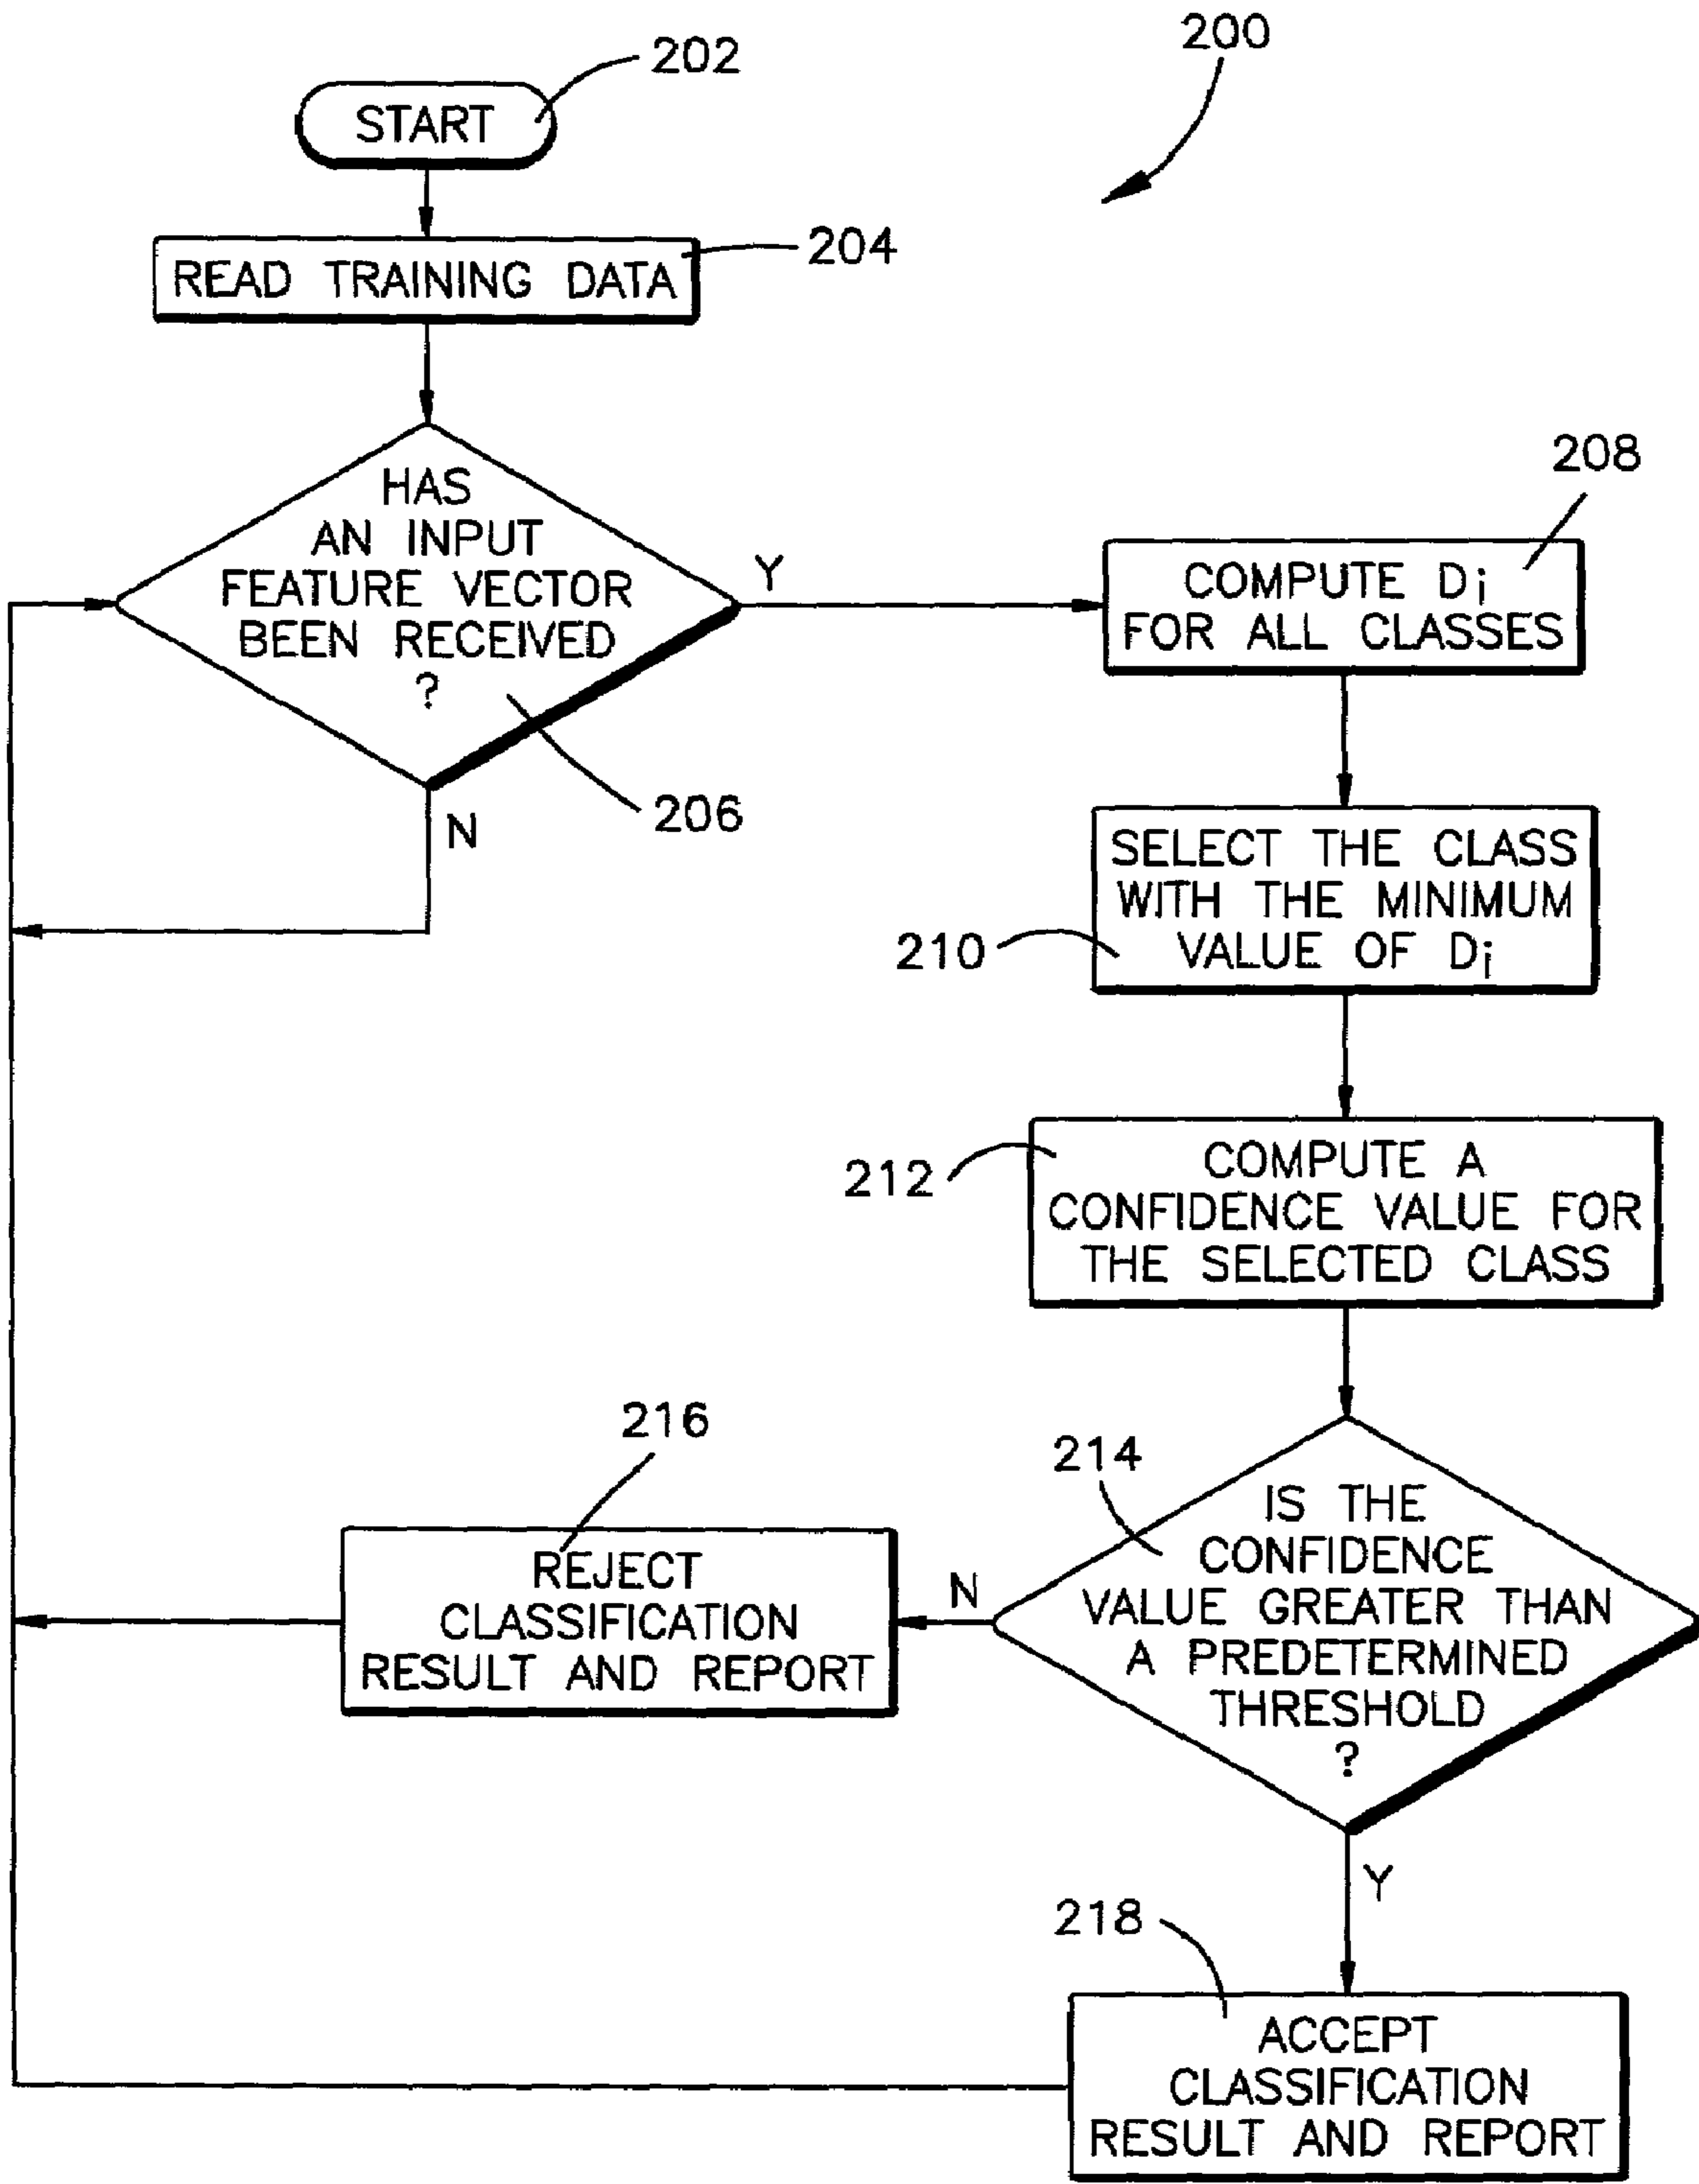 200
202
START
204
READ TRAINING DATA
HAS
AN INPUT
FEATURE VECTOR
BEEN RECEIVED
?
206
Y
N
208
COMPUTE Di
FOR ALL CLASSES
SELECT THE CLASS
WITH THE MINIMUM
VALUE OF Di
210
212
COMPUTE A
CONFIDENCE VALUE FOR
THE SELECTED CLASS
214
IS THE
CONFIDENCE
VALUE GREATER THAN
A PREDETERMINED
THRESHOLD
?
N
216
REJECT
CLASSIFICATION
RESULT AND REPORT
Y
218
ACCEPT
CLASSIFICATION
RESULT AND REPORT